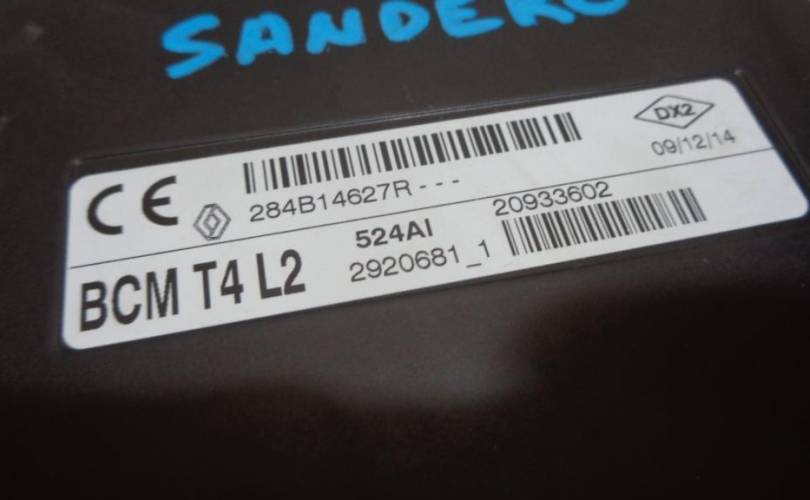 SANDERO
CE
284B14627R---
DX2
09/12/14
BCM T4 L2
524AI
2920681_1
20933602